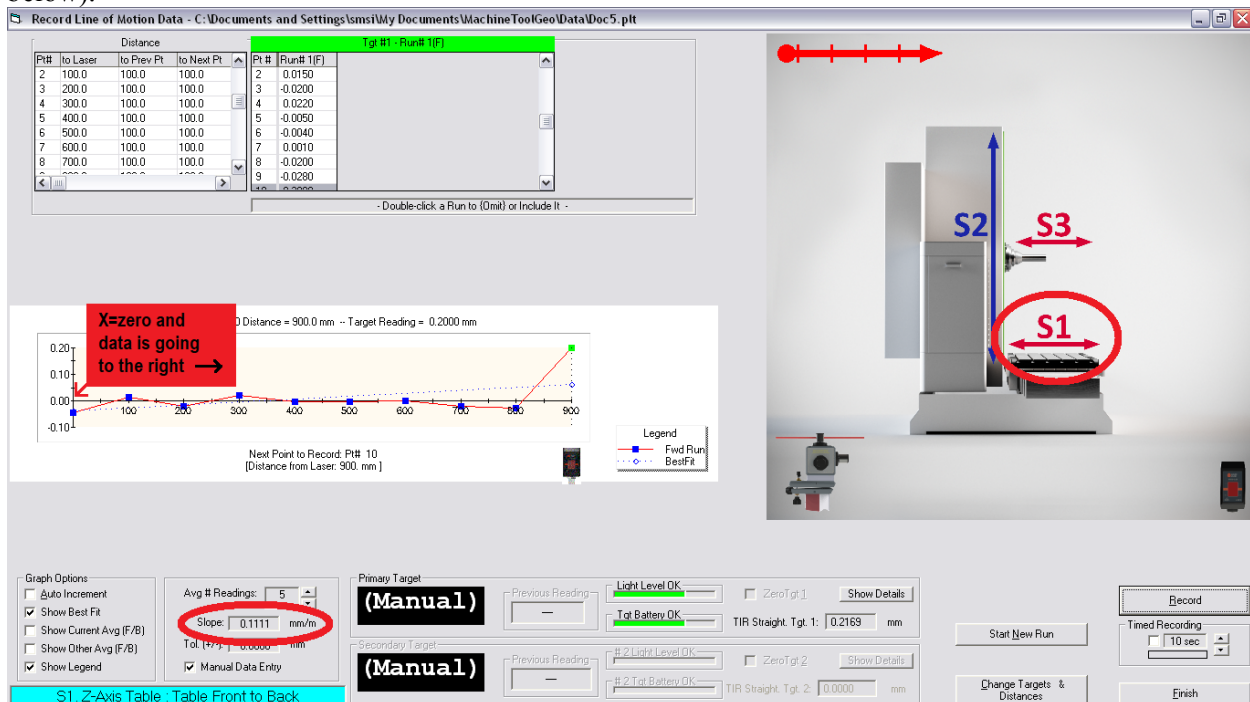 below).
Record Line of Motion Data - C:\Documents and Settings\smsi\My Documents\MachineToolGeo\Data\Doc5.plt
Distance
Pt# to Laser to Prev Pt to Next Pt
2 100.0 100.0 100.0
3 200.0 100.0 100.0
4 300.0 100.0 100.0
5 400.0 100.0 100.0
6 500.0 100.0 100.0
7 600.0 100.0 100.0
8 700.0 100.0 100.0
Tgt #1 - Run# 1(F)
Pt # Run# 1(F)
2 0.0150
3 -0.0200
4 0.0220
5 -0.0050
6 -0.0040
7 0.0010
8 -0.0200
9 -0.0280
- Double-click a Run to {Omit} or Include It -
S2
S3
S1
X=zero and
data is going
to the right →
Distance = 900.0 mm -- Target Reading = 0.2000 mm
0.20
0.10
0.00
-0.10
100 200 300 400 500 600 700 800 900
Next Point to Record: Pt# 10
[Distance from Laser: 900. mm ]
Legend
Fwd Run
BestFit
Graph Options
Auto Increment
Show Best Fit
Show Current Avg (F/B)
Show Other Avg (F/B)
Show Legend
Avg # Readings: 5
Slope: 0.1111 mm/m
Tol. (+/-): 0.0000 mm
Manual Data Entry
S1. Z-Axis Table : Table Front to Back
Primary Target
(Manual)
Previous Reading
Light Level OK
Tgt Battery OK
ZeroTgt 1
Show Details
TIR Straight. Tgt. 1: 0.2169 mm
Secondary Target
(Manual)
Previous Reading
# 2 Light Level OK
# 2 Tgt Battery OK
ZeroTgt 2
Show Details
TIR Straight. Tgt. 2: 0.0000 mm
Start New Run
Change Targets &
Distances
Record
Timed Recording
10 sec
Finish